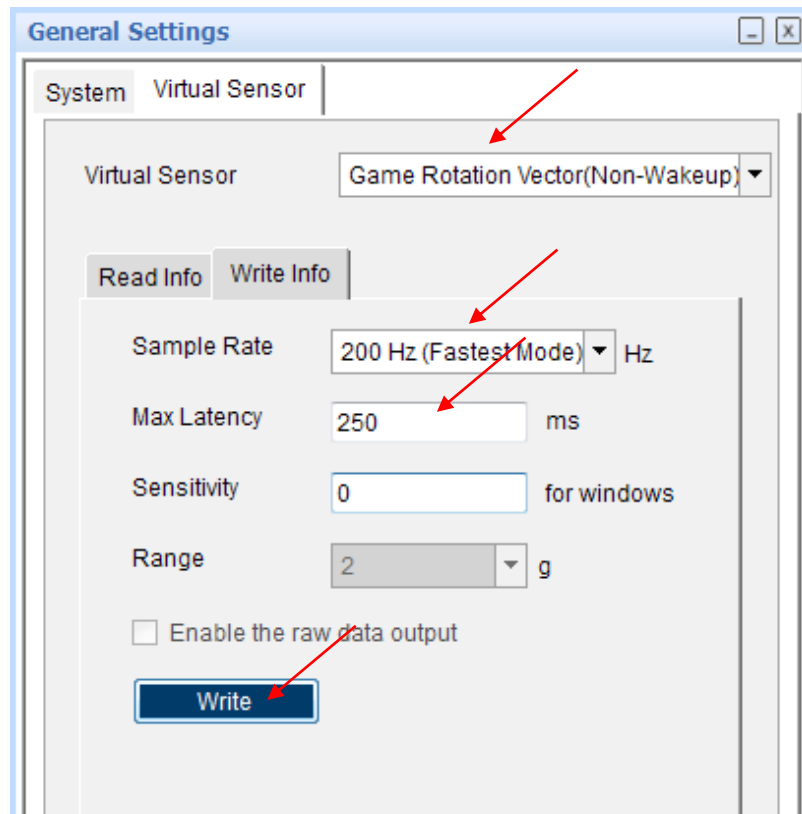 General Settings
System Virtual Sensor
Virtual Sensor Game Rotation Vector(Non-Wakeup)
Read Info Write Info
Sample Rate 200 Hz (Fastest Mode) Hz
Max Latency 250 ms
Sensitivity 0 for windows
Range 2 g
Enable the raw data output
Write